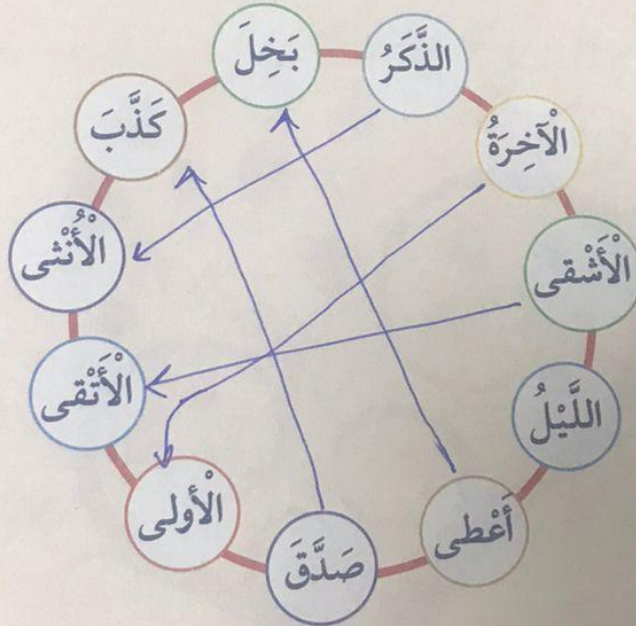 بَخِلَ
الذَّكَرُ
الْآخِرَةُ
الْأَشْقى
اللَّيْلُ
أَعْطى
صَدَّقَ
الْأولى
الْأَتْقى
الْأُنْثى
كَذَّبَ